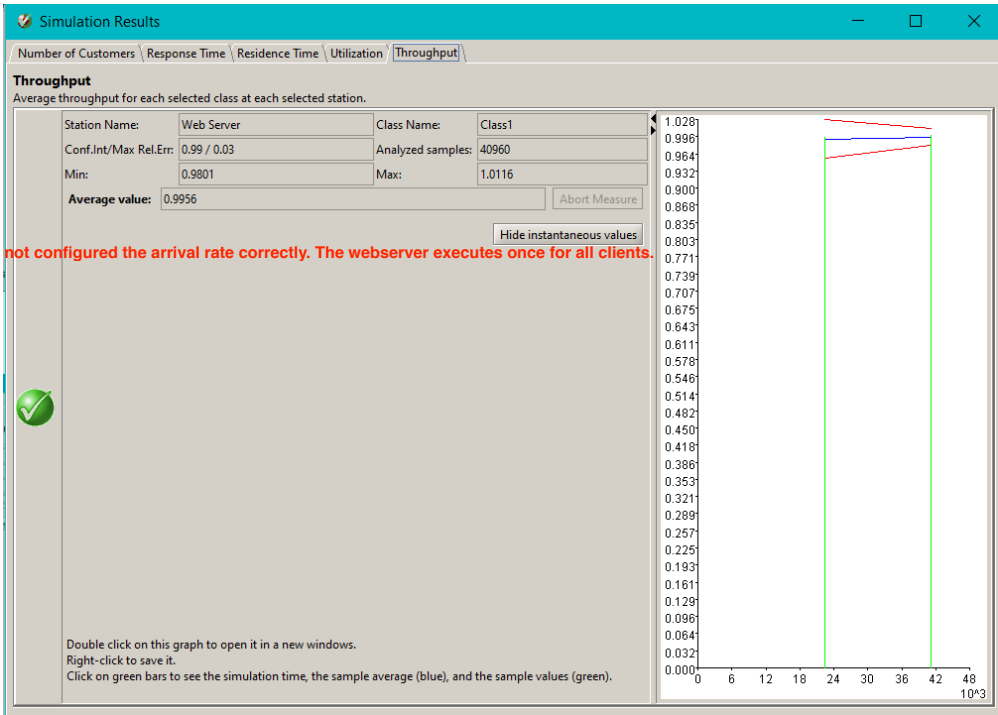 Simulation Results
Number of Customers Response Time Residence Time Utilization Throughput
Throughput
Average throughput for each selected class at each selected station.
Station Name: Web Server Class Name: Class1
Conf.Int/Max Rel.Err: 0.99 / 0.03 Analyzed samples: 40960
Min: 0.9801 Max: 1.0116
Average value: 0.9956 Abort Measure
Hide instantaneous values
not configured the arrival rate correctly. The webserver executes once for all clients.
Double click on this graph to open it in a new windows.
Right-click to save it.
Click on green bars to see the simulation time, the sample average (blue), and the sample values (green).
1.028
0.996
0.964
0.932
0.900
0.868
0.835
0.803
0.771
0.739
0.707
0.675
0.643
0.611
0.578
0.546
0.514
0.482
0.450
0.418
0.386
0.353
0.321
0.289
0.257
0.225
0.193
0.161
0.129
0.096
0.064
0.032
0.000
0 6 12 18 24 30 36 42 48
10^3